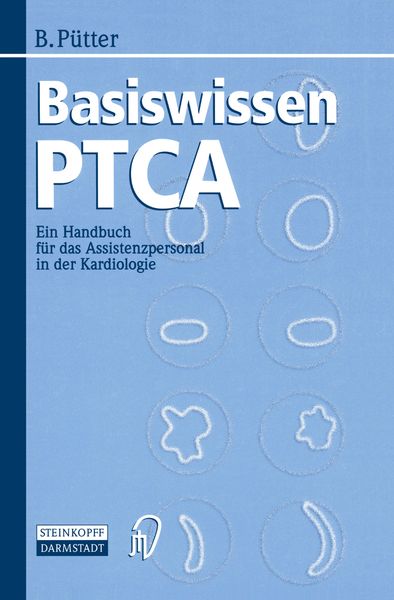 B. Pütter
Basiswissen
PTCA
Ein Handbuch
für das Assistenzpersonal
in der Kardiologie
STEINKOPFF
DARMSTADT